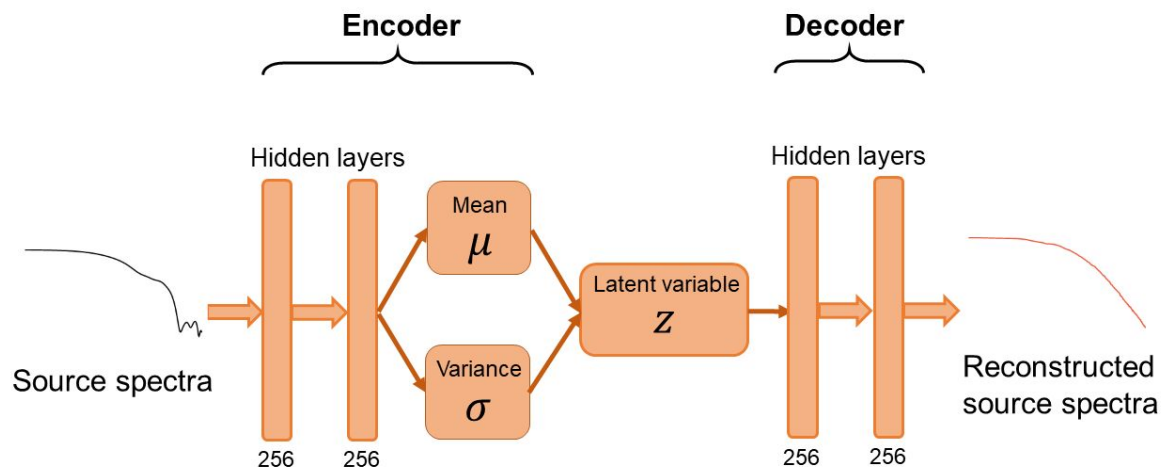 Encoder
Decoder
Hidden layers
Hidden layers
Mean
μ
Latent variable
z
Variance
σ
Source spectra
Reconstructed
source spectra
256
256
256
256